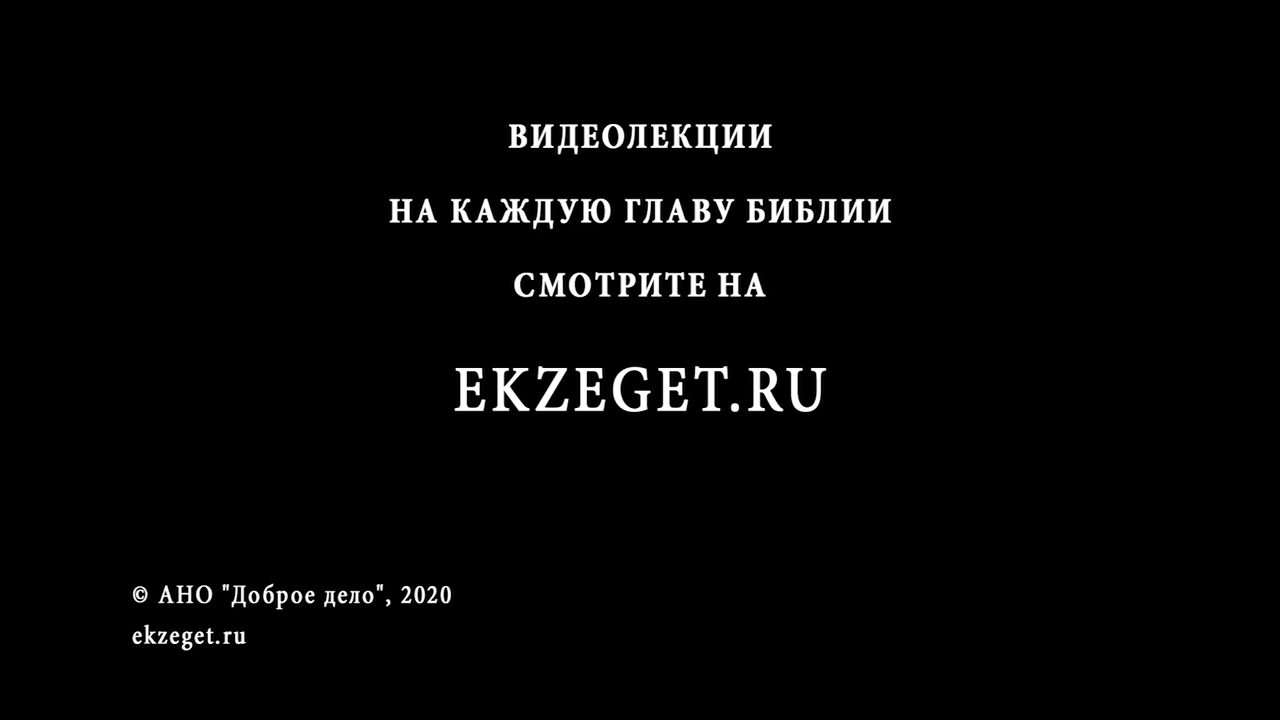 ВИДЕОЛЕКЦИИ
НА КАЖДУЮ ГЛАВУ БИБЛИИ
СМОТРИТЕ НА
EKZEGET.RU
© АНО "Доброе дело", 2020
ekzeget.ru